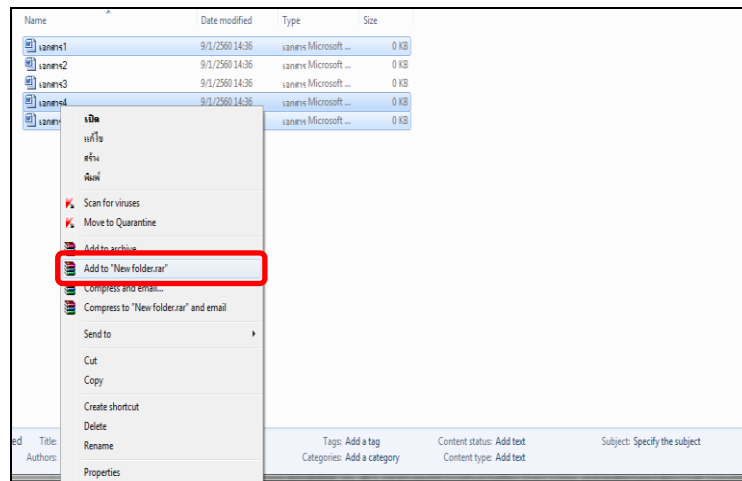 Name Date modified Type Size
เอกสาร1 9/1/2560 14:36 เอกสาร Microsoft ... 0 KB
เอกสาร2 9/1/2560 14:36 เอกสาร Microsoft ... 0 KB
เอกสาร3 9/1/2560 14:36 เอกสาร Microsoft ... 0 KB
เอกสาร4 9/1/2560 14:36 เอกสาร Microsoft ... 0 KB
เอกสาร 9/1/2560 14:36 เอกสาร Microsoft ... 0 KB
เปิด
แก้ไข
สร้าง
พิมพ์
Scan for viruses
Move to Quarantine
Add to archive...
Add to "New folder.rar"
Compress and email...
Compress to "New folder.rar" and email
Send to
Cut
Copy
Create shortcut
Delete
Rename
Properties
ed Title: Tags: Add a tag Content status: Add text Subject: Specify the subject
Authors: Categories: Add a category Content type: Add text